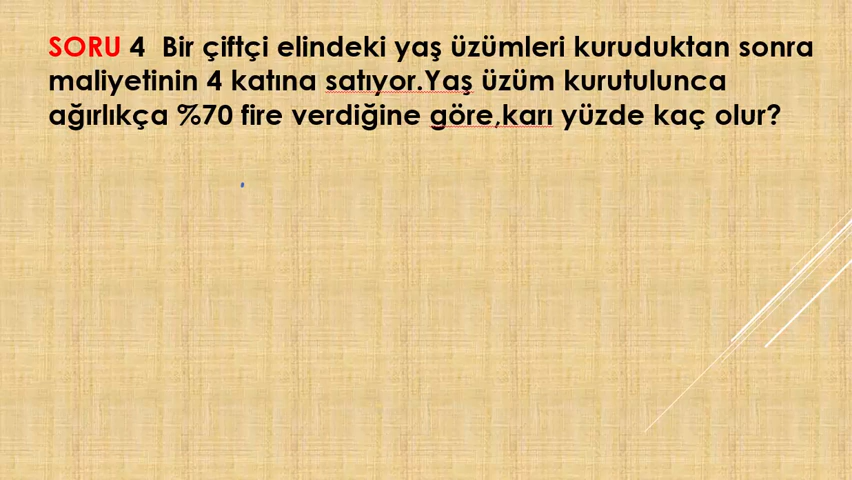 SORU 4  Bir çiftçi elindeki yaş üzümleri kuruduktan sonra
maliyetinin 4 katına satıyor.Yaş üzüm kurutulunca
ağırlıkça %70 fire verdiğine göre,karı yüzde kaç olur?